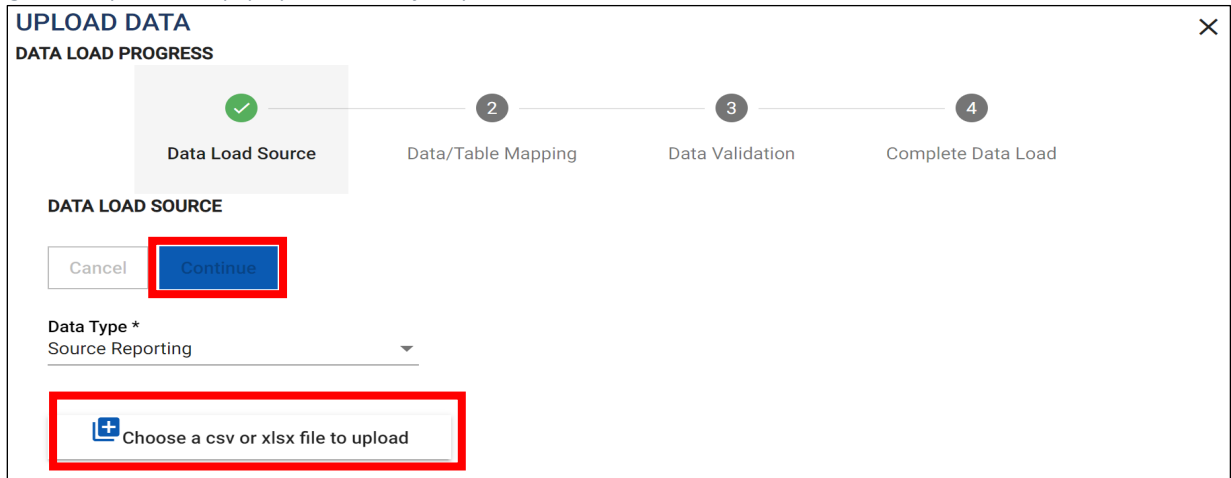 UPLOAD DATA
DATA LOAD PROGRESS
2 3 4
Data Load Source Data/Table Mapping Data Validation Complete Data Load
DATA LOAD SOURCE
Cancel Continue
Data Type *
Source Reporting
Choose a csv or xlsx file to upload